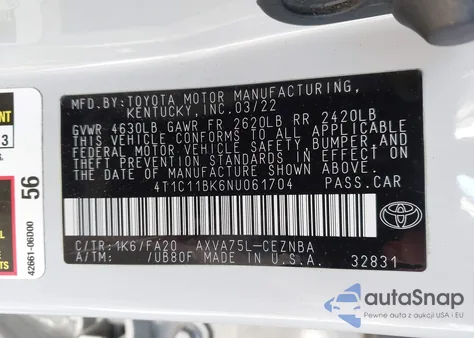 MFD.BY: TOYOTA MOTOR MANUFACTURING,
KENTUCKY, INC. 03/22
GVWR 4630LB GAWR FR 2620LB RR 2420LB
THIS VEHICLE CONFORMS TO ALL APPLICABLE
FEDERAL MOTOR VEHICLE SAFETY, BUMPER, AND
THEFT PREVENTION STANDARDS IN EFFECT ON
THE DATE OF MANUFACTURE SHOWN ABOVE.
4T1C11BK6NU061704 PASS.CAR
C/TR:1K6/FA20 AXVA75L-CEZNBA
A/TM: /UB80F MADE IN U.S.A. 32831
TOYOTA
56
42661-06D00
3
autoSnap
Pewne auta z aukcji USA i EU